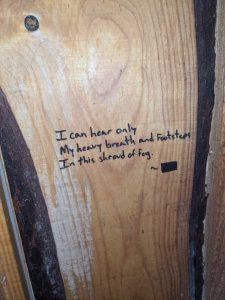 I can hear only
My heavy breath and Footsteps
In this shroud of Fog.
~